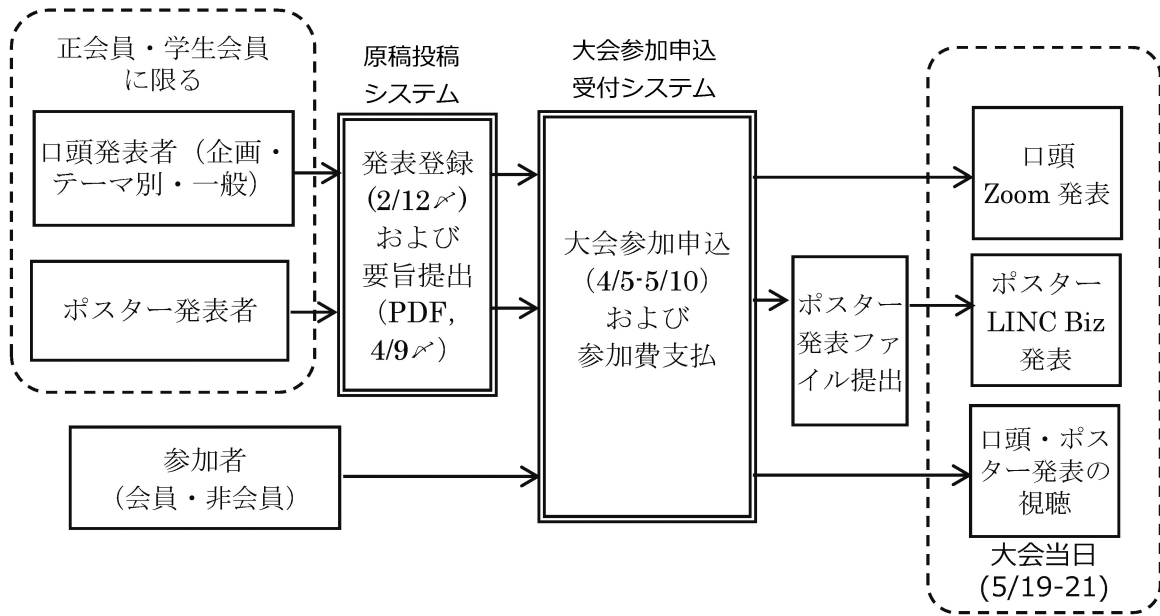 正会員・学生会員
に限る
口頭発表者（企画・
テーマ別・一般）
ポスター発表者
参加者
（会員・非会員）
原稿投稿
システム
発表登録
(2/12〆)
および
要旨提出
（PDF,
4/9〆）
大会参加申込
受付システム
大会参加申込
(4/5-5/10)
および
参加費支払
ポスター
発表ファ
イル提出
口頭
Zoom 発表
ポスター
LINC Biz
発表
口頭・ポス
ター発表の
視聴
大会当日
(5/19-21)